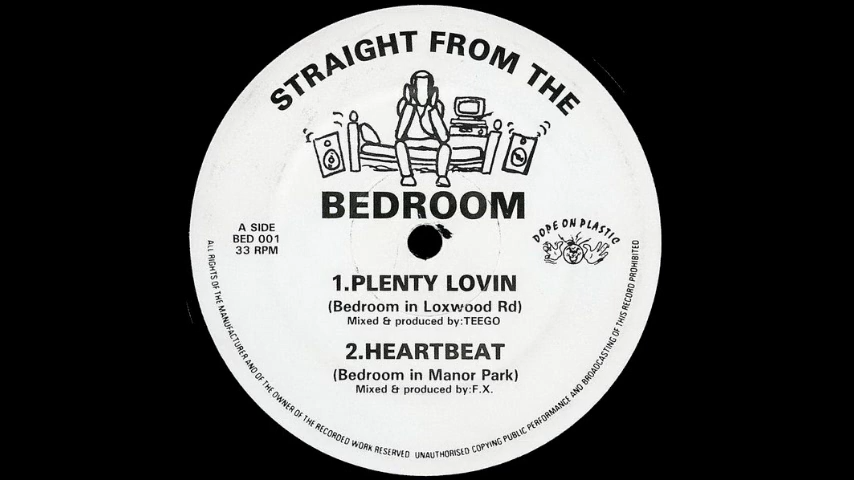 STRAIGHT FROM THE
BEDROOM
A SIDE
BED 001
33 RPM
DOPE ON PLASTIC
1.PLENTY LOVIN
(Bedroom in Loxwood Rd)
Mixed & produced by:TEEGO
2.HEARTBEAT
(Bedroom in Manor Park)
Mixed & produced by:F.X.
ALL RIGHTS OF THE MANUFACTURER AND OF THE OWNER OF THE RECORDED WORK RESERVED UNAUTHORISED COPYING PUBLIC PERFORMANCE AND BROADCASTING OF THIS RECORD PROHIBITED